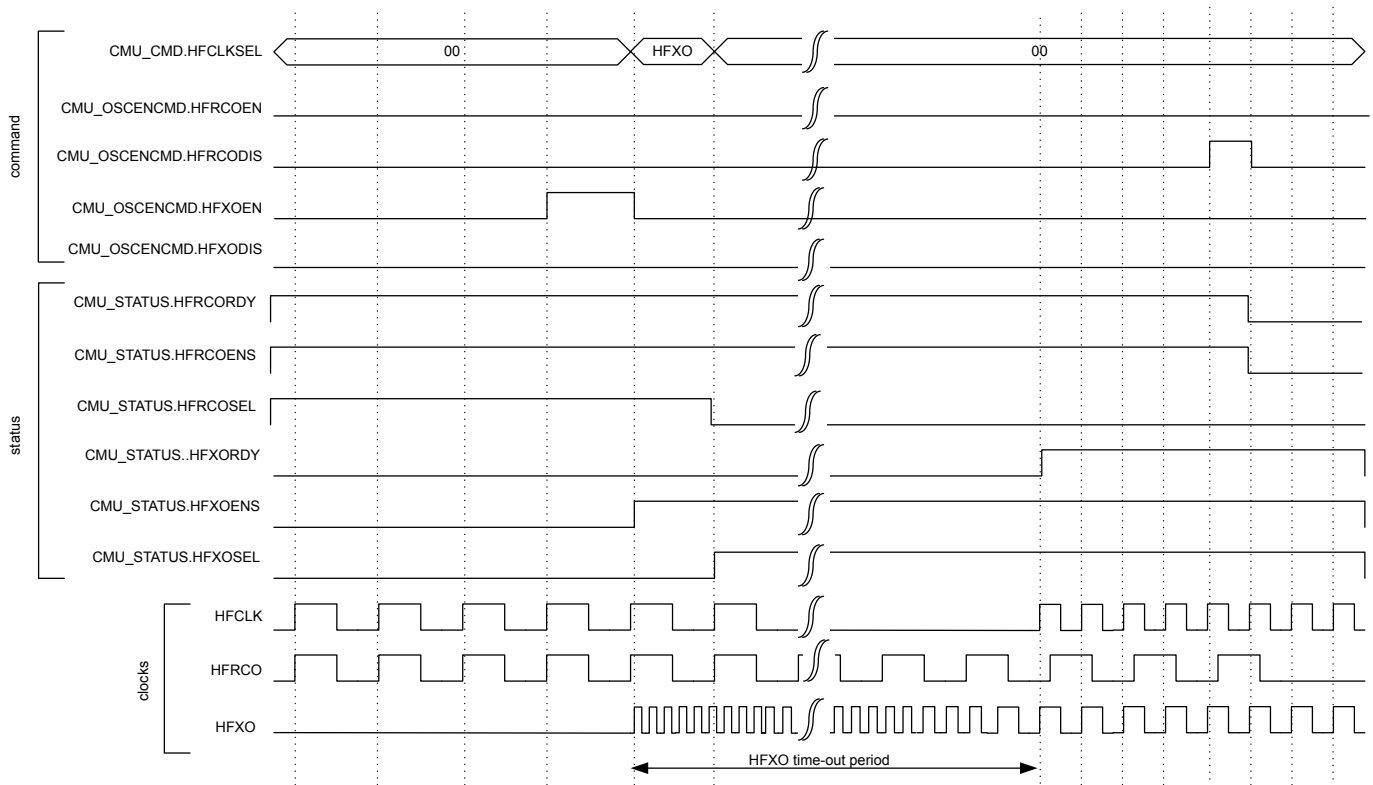 command
CMU_CMD.HFCLKSEL
00
HFXO
00
CMU_OSCENCMD.HFRCOEN
CMU_OSCENCMD.HFRCODIS
CMU_OSCENCMD.HFXOEN
CMU_OSCENCMD.HFXODIS
status
CMU_STATUS.HFRCORDY
CMU_STATUS.HFRCOENS
CMU_STATUS.HFRCOSEL
CMU_STATUS..HFXORDY
CMU_STATUS.HFXOENS
CMU_STATUS.HFXOSEL
clocks
HFCLK
HFRCO
HFXO
HFXO time-out period